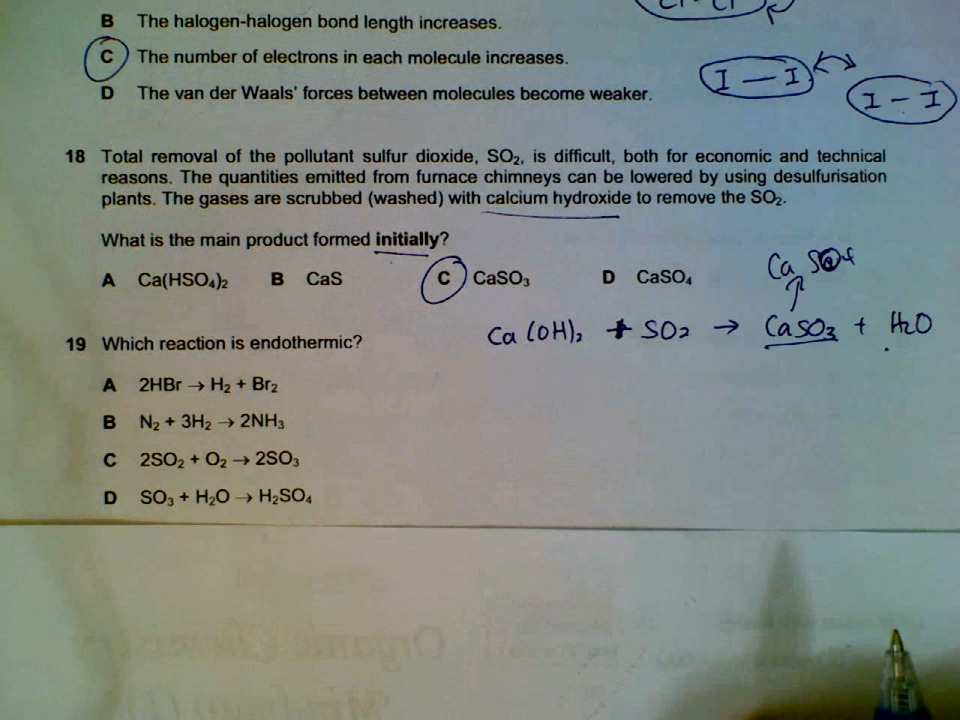 B The halogen-halogen bond length increases.
C The number of electrons in each molecule increases.
D The van der Waals' forces between molecules become weaker.
I — I
I — I
18 Total removal of the pollutant sulfur dioxide, SO₂, is difficult, both for economic and technical
reasons. The quantities emitted from furnace chimneys can be lowered by using desulfurisation
plants. The gases are scrubbed (washed) with calcium hydroxide to remove the SO₂.
What is the main product formed initially?
A Ca(HSO₄)₂ B CaS C CaSO₃ D CaSO₄
Ca SO4
Ca(OH)₂ + SO₂ → CaSO₃ + H₂O
19 Which reaction is endothermic?
A 2HBr → H₂ + Br₂
B N₂ + 3H₂ → 2NH₃
C 2SO₂ + O₂ → 2SO₃
D SO₃ + H₂O → H₂SO₄